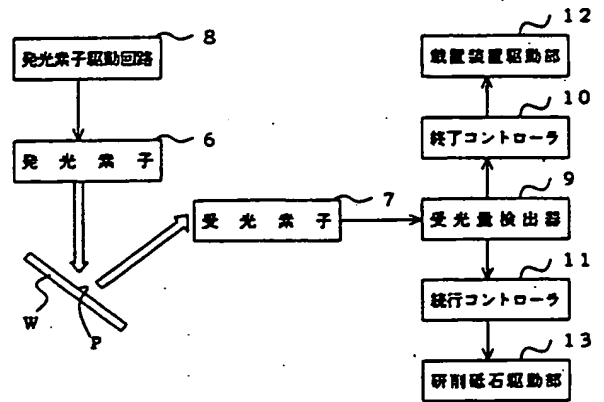 8
発光素子駆動回路
6
発光素子
7
受光素子
W
P
12
載置装置駆動部
10
終了コントローラ
9
受光量検出器
11
続行コントローラ
13
研削砥石駆動部